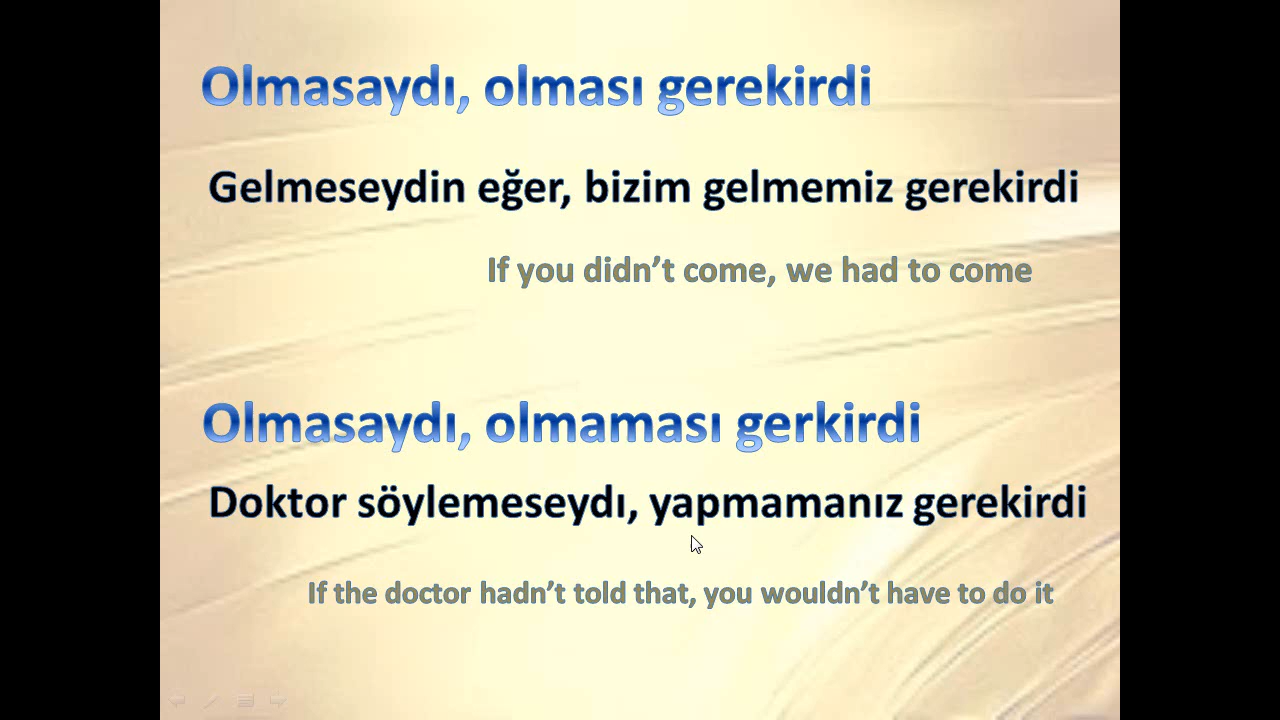 Olmasaydı, olması gerekirdi
Gelmeseydin eğer, bizim gelmemiz gerekirdi
If you didn’t come, we had to come
Olmasaydı, olmaması gerkirdi
Doktor söylemeseydı, yapmamanız gerekirdi
If the doctor hadn’t told that, you wouldn’t have to do it